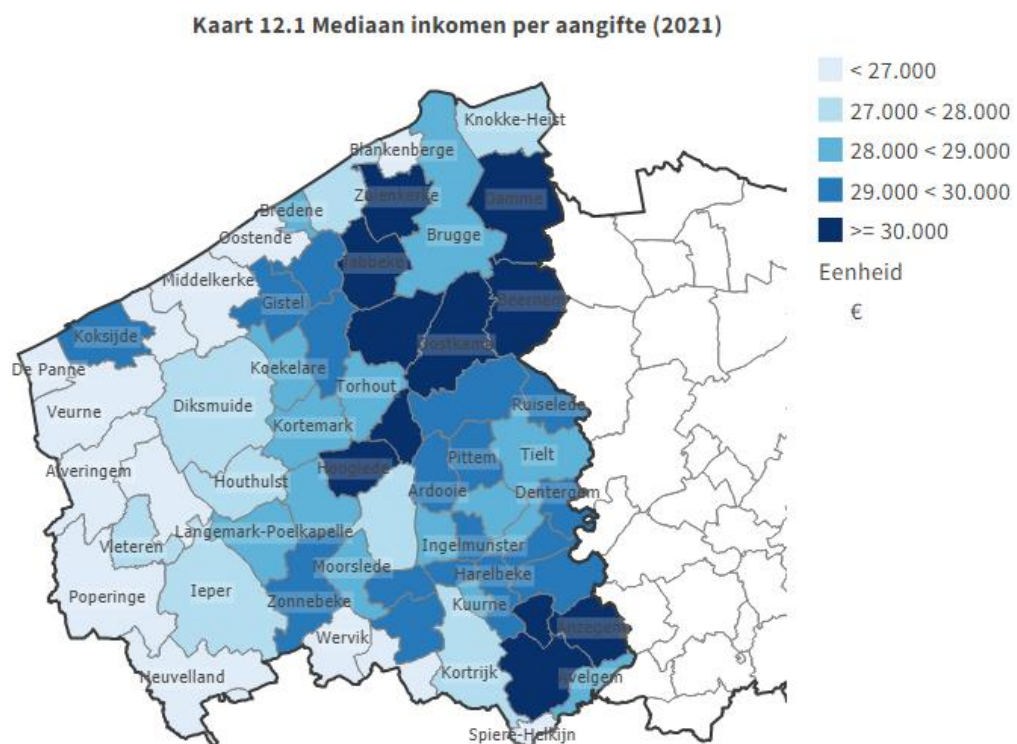 Kaart 12.1 Mediaan inkomen per aangifte (2021)
< 27.000
27.000 < 28.000
28.000 < 29.000
29.000 < 30.000
>= 30.000
Eenheid
€
Knokke-Heist
Blankenberge
Zuienkerke
Damme
Bredene
Oostende
Brugge
Jabbeke
Middelkerke
Gistel
Beernem
Koksijde
Oostkamp
De Panne
Koekelare
Torhout
Veurne
Diksmuide
Ruiselede
Kortemark
Tielt
Alveringem
Hooglede
Pittem
Houthulst
Ardooie
Dentergem
Vleteren
Langemark-Poelkapelle
Ingelmunster
Moorslede
Harelbeke
Poperinge
Ieper
Zonnebeke
Kuurne
Wervik
Anzegem
Heuvelland
Kortrijk
Avelgem
Spiere-Helkijn